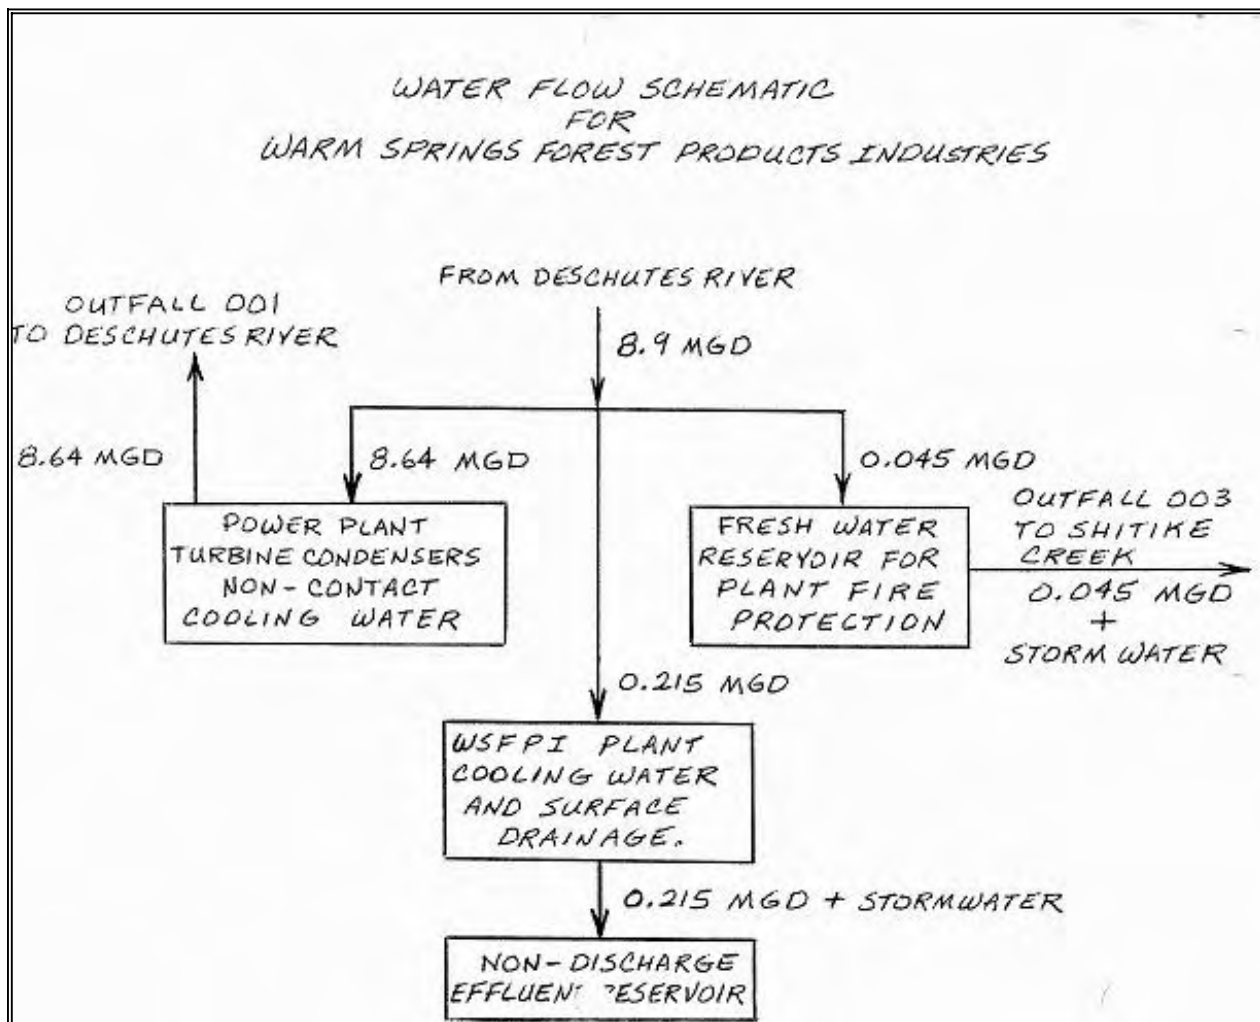 WATER FLOW SCHEMATIC
FOR
WARM SPRINGS FOREST PRODUCTS INDUSTRIES
FROM DESCHUTES RIVER
8.9 MGD
OUTFALL 001
TO DESCHUTES RIVER
8.64 MGD
8.64 MGD
0.045 MGD
POWER PLANT
TURBINE CONDENSERS
NON-CONTACT
COOLING WATER
FRESH WATER
RESERVOIR FOR
PLANT FIRE
PROTECTION
OUTFALL 003
TO SHITIKE
CREEK
0.045 MGD
+
STORM WATER
0.215 MGD
WSFPI PLANT
COOLING WATER
AND SURFACE
DRAINAGE.
0.215 MGD + STORMWATER
NON-DISCHARGE
EFFLUENT RESERVOIR